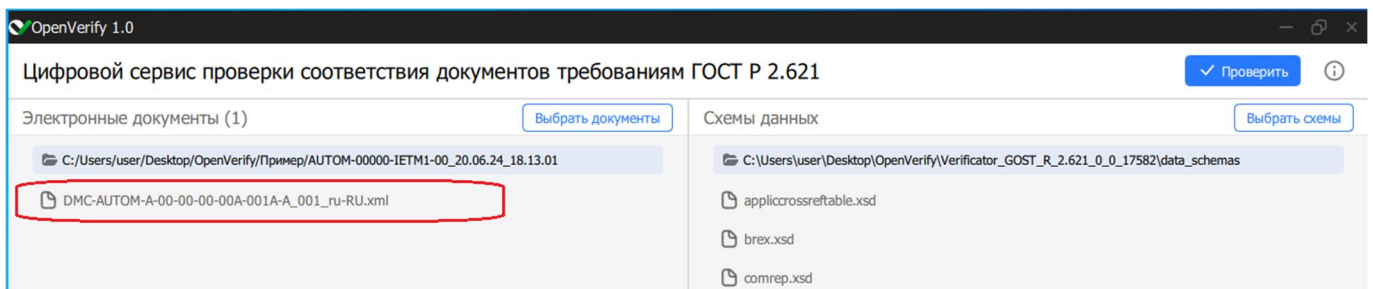 OpenVerify 1.0
Цифровой сервис проверки соответствия документов требованиям ГОСТ Р 2.621
Проверить
Электронные документы (1)
Выбрать документы
C:/Users/user/Desktop/OpenVerify/Пример/AUTOM-00000-IETM1-00_20.06.24_18.13.01
DMC-AUTOM-A-00-00-00-00A-001A-A_001_ru-RU.xml
Схемы данных
Выбрать схемы
C:\Users\user\Desktop\OpenVerify\Verificator_GOST_R_2.621_0_0_17582\data_schemas
appliccrossreftable.xsd
brex.xsd
comrep.xsd